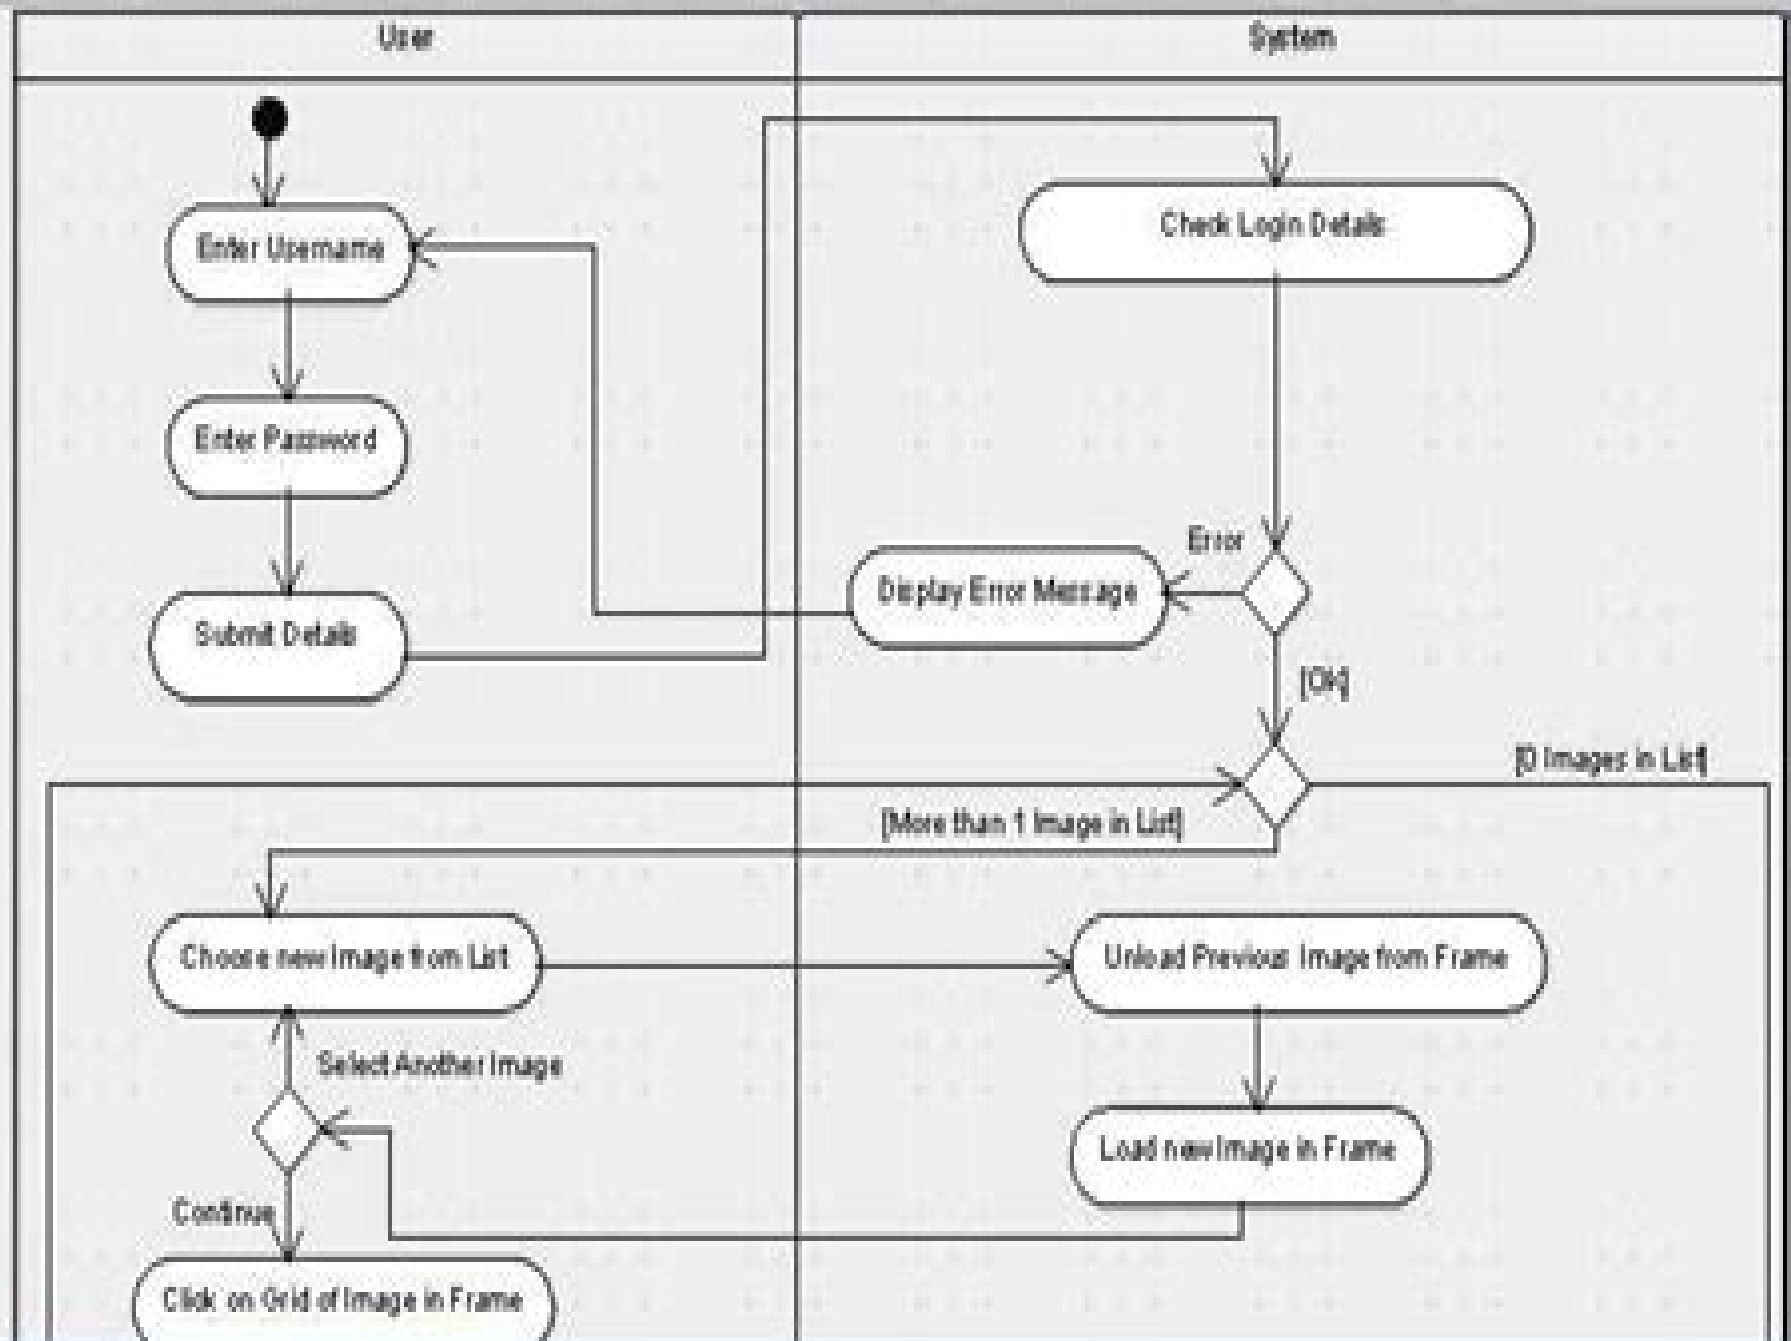 User
System
Enter Username
Check Login Details
Enter Password
Error
Display Error Message
Submit Details
[Ok]
[0 Images in List]
[More than 1 Image in List]
Choose new Image from List
Unload Previous Image from Frame
Select Another Image
Load new Image in Frame
Continue
Click on Grid of Image in Frame